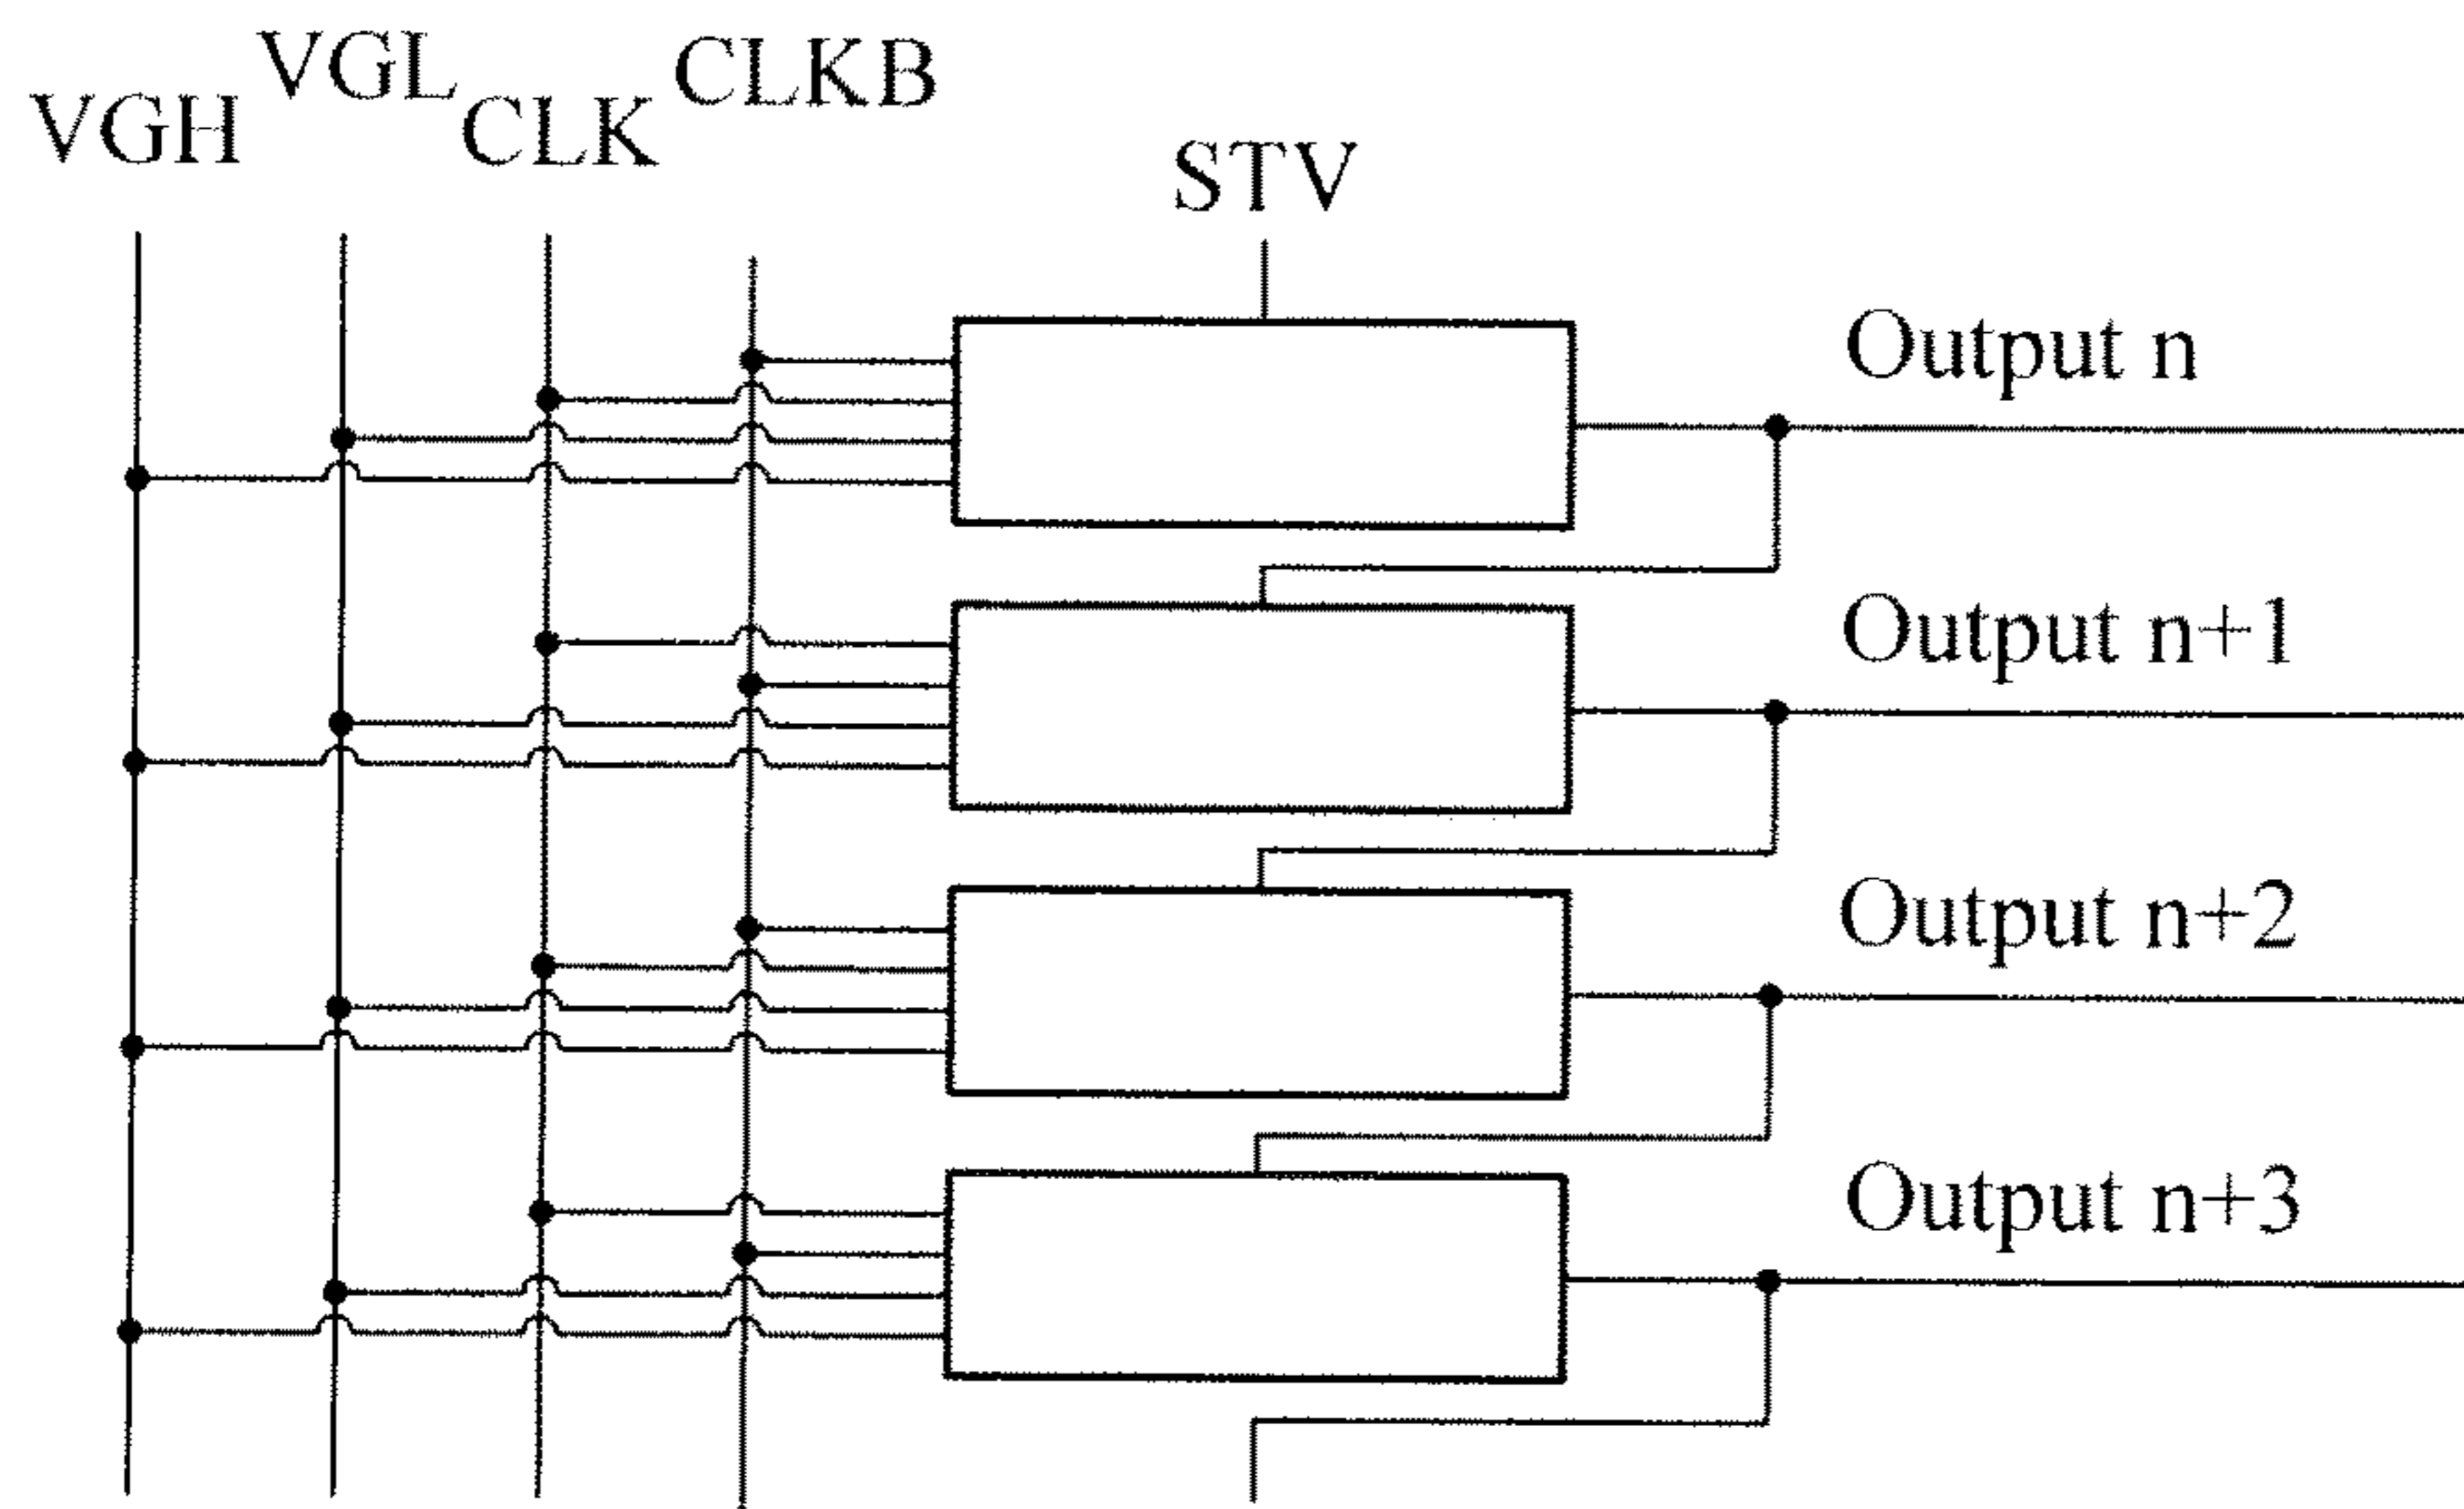 VGH
VGL
CLK
CLKB
STV
Output n
Output n+1
Output n+2
Output n+3